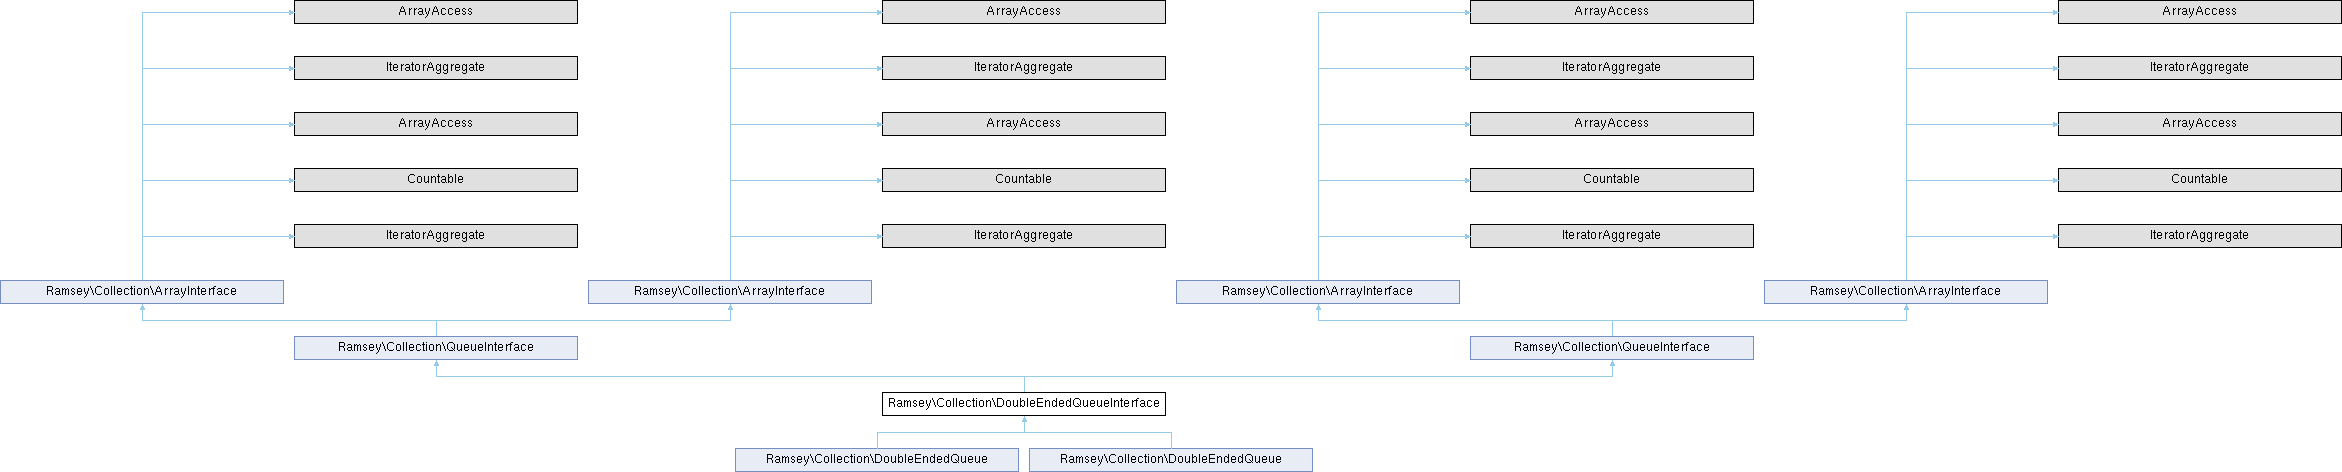 ArrayAccess ArrayAccess ArrayAccess ArrayAccess
IteratorAggregate IteratorAggregate IteratorAggregate IteratorAggregate
ArrayAccess ArrayAccess ArrayAccess ArrayAccess
Countable Countable Countable Countable
IteratorAggregate IteratorAggregate IteratorAggregate IteratorAggregate
Ramsey\Collection\ArrayInterface Ramsey\Collection\ArrayInterface Ramsey\Collection\ArrayInterface Ramsey\Collection\ArrayInterface
Ramsey\Collection\QueueInterface Ramsey\Collection\QueueInterface
Ramsey\Collection\DoubleEndedQueueInterface
Ramsey\Collection\DoubleEndedQueue Ramsey\Collection\DoubleEndedQueue